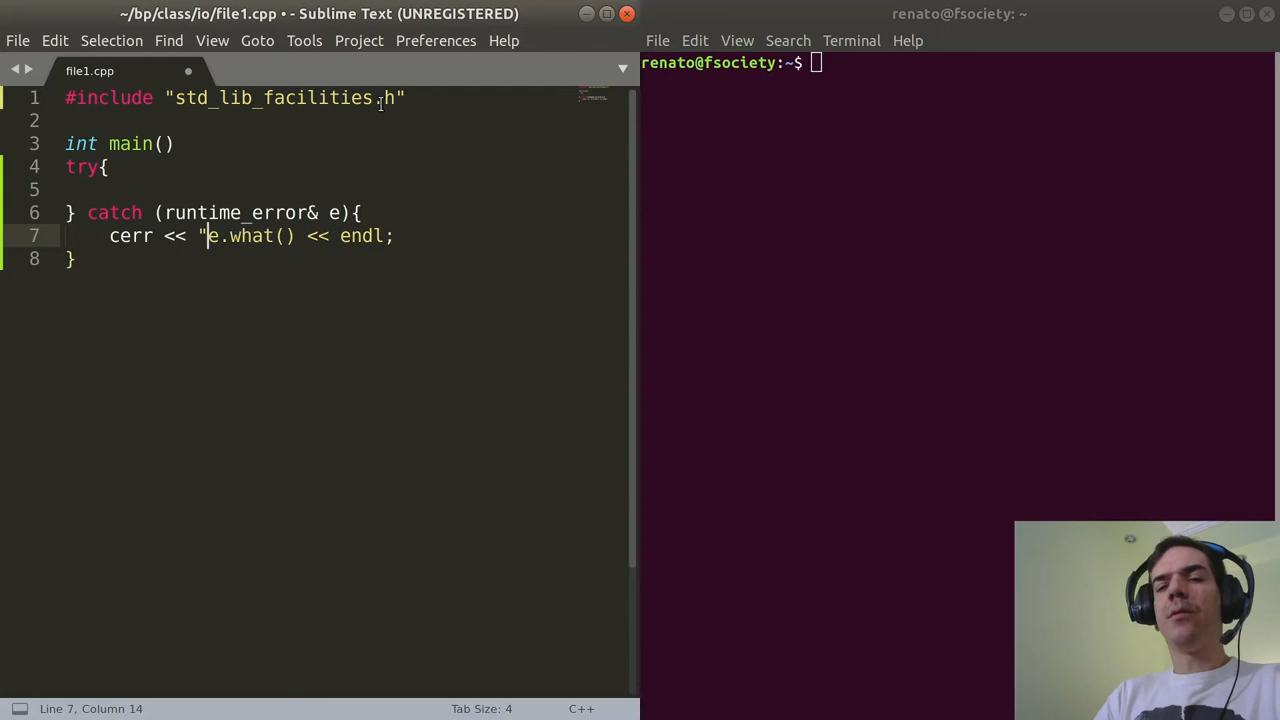 ~/bp/class/io/file1.cpp • - Sublime Text (UNREGISTERED)
File Edit Selection Find View Goto Tools Project Preferences Help
file1.cpp
1 #include "std_lib_facilities.h"
2
3 int main()
4 try{
5
6 } catch (runtime_error& e){
7 cerr << "e.what() << endl;
8 }
Line 7, Column 14
Tab Size: 4
C++
renato@fsociety: ~
File Edit View Search Terminal Help
renato@fsociety:~$